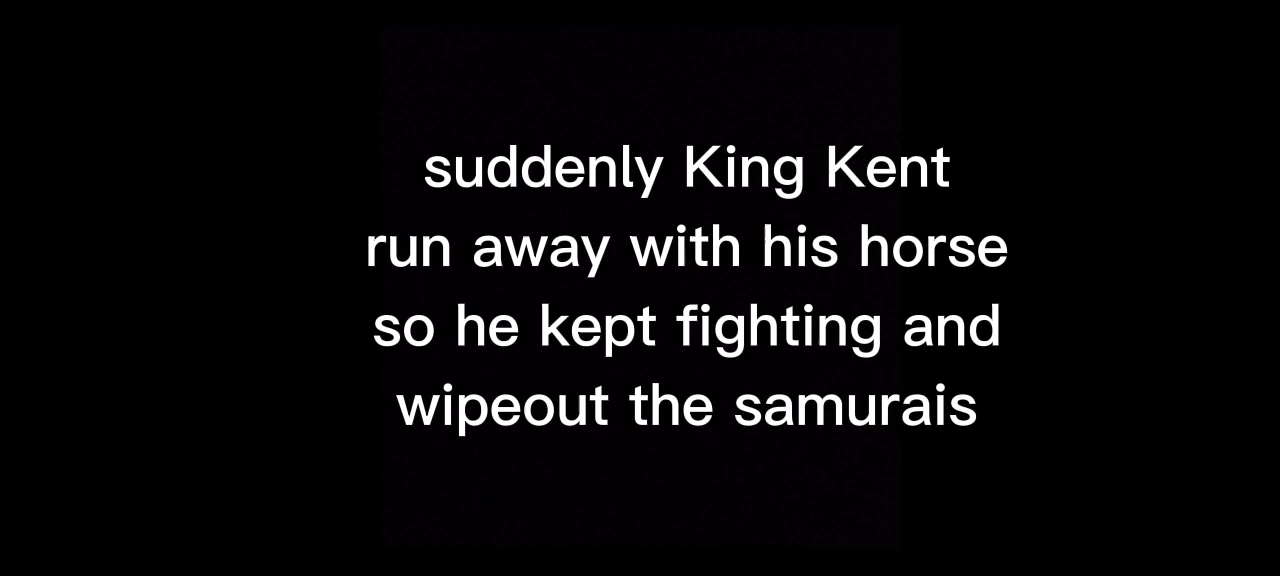 suddenly King Kent
run away with his horse
so he kept fighting and
wipeout the samurais